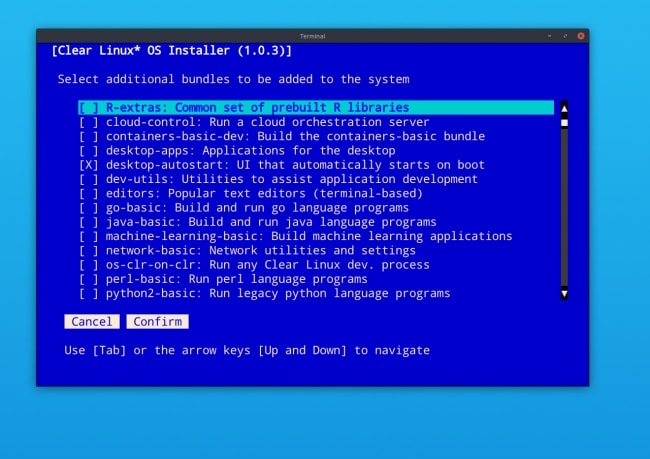 Terminal
[Clear Linux* OS Installer (1.0.3)]
Select additional bundles to be added to the system
[ ] R-extras: Common set of prebuilt R libraries
[ ] cloud-control: Run a cloud orchestration server
[ ] containers-basic-dev: Build the containers-basic bundle
[ ] desktop-apps: Applications for the desktop
[X] desktop-autostart: UI that automatically starts on boot
[ ] dev-utils: Utilities to assist application development
[ ] editors: Popular text editors (terminal-based)
[ ] go-basic: Build and run go language programs
[ ] java-basic: Build and run java language programs
[ ] machine-learning-basic: Build machine learning applications
[ ] network-basic: Network utilities and settings
[ ] os-clr-on-clr: Run any Clear Linux dev. process
[ ] perl-basic: Run perl language programs
[ ] python2-basic: Run legacy python language programs
Cancel Confirm
Use [Tab] or the arrow keys [Up and Down] to navigate